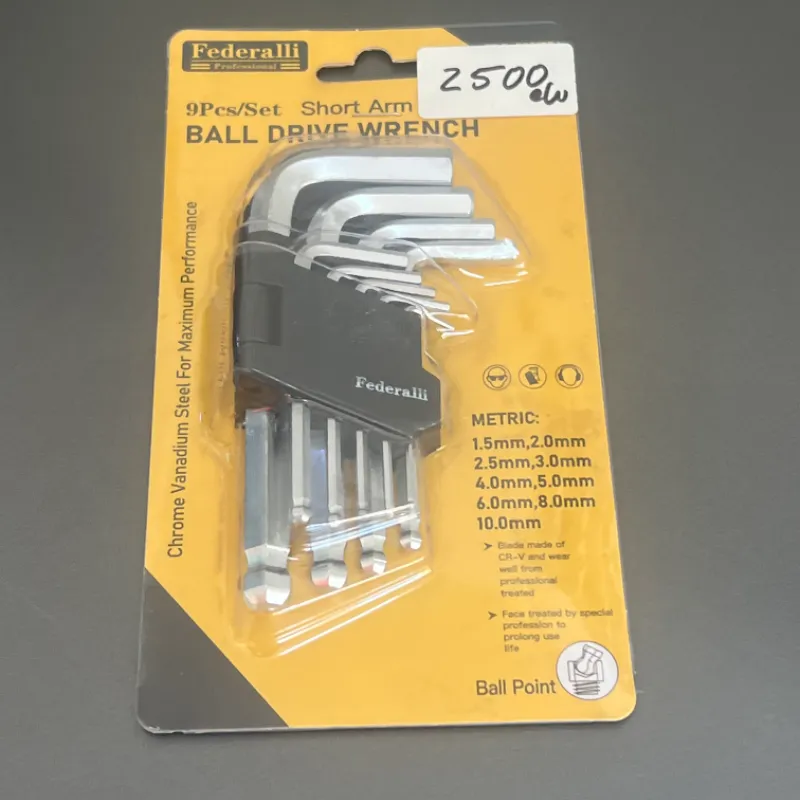 Federalli
Professional
2500
9Pcs/Set Short Arm
BALL DRIVE WRENCH
Chrome Vanadium Steel For Maximum Performance
Federalli
METRIC:
1.5mm,2.0mm
2.5mm,3.0mm
4.0mm,5.0mm
6.0mm,8.0mm
10.0mm
Blade made of
CR-V and wear
well from
professional
treated
Face treated by special
profession to
prolong use
life
Ball Point